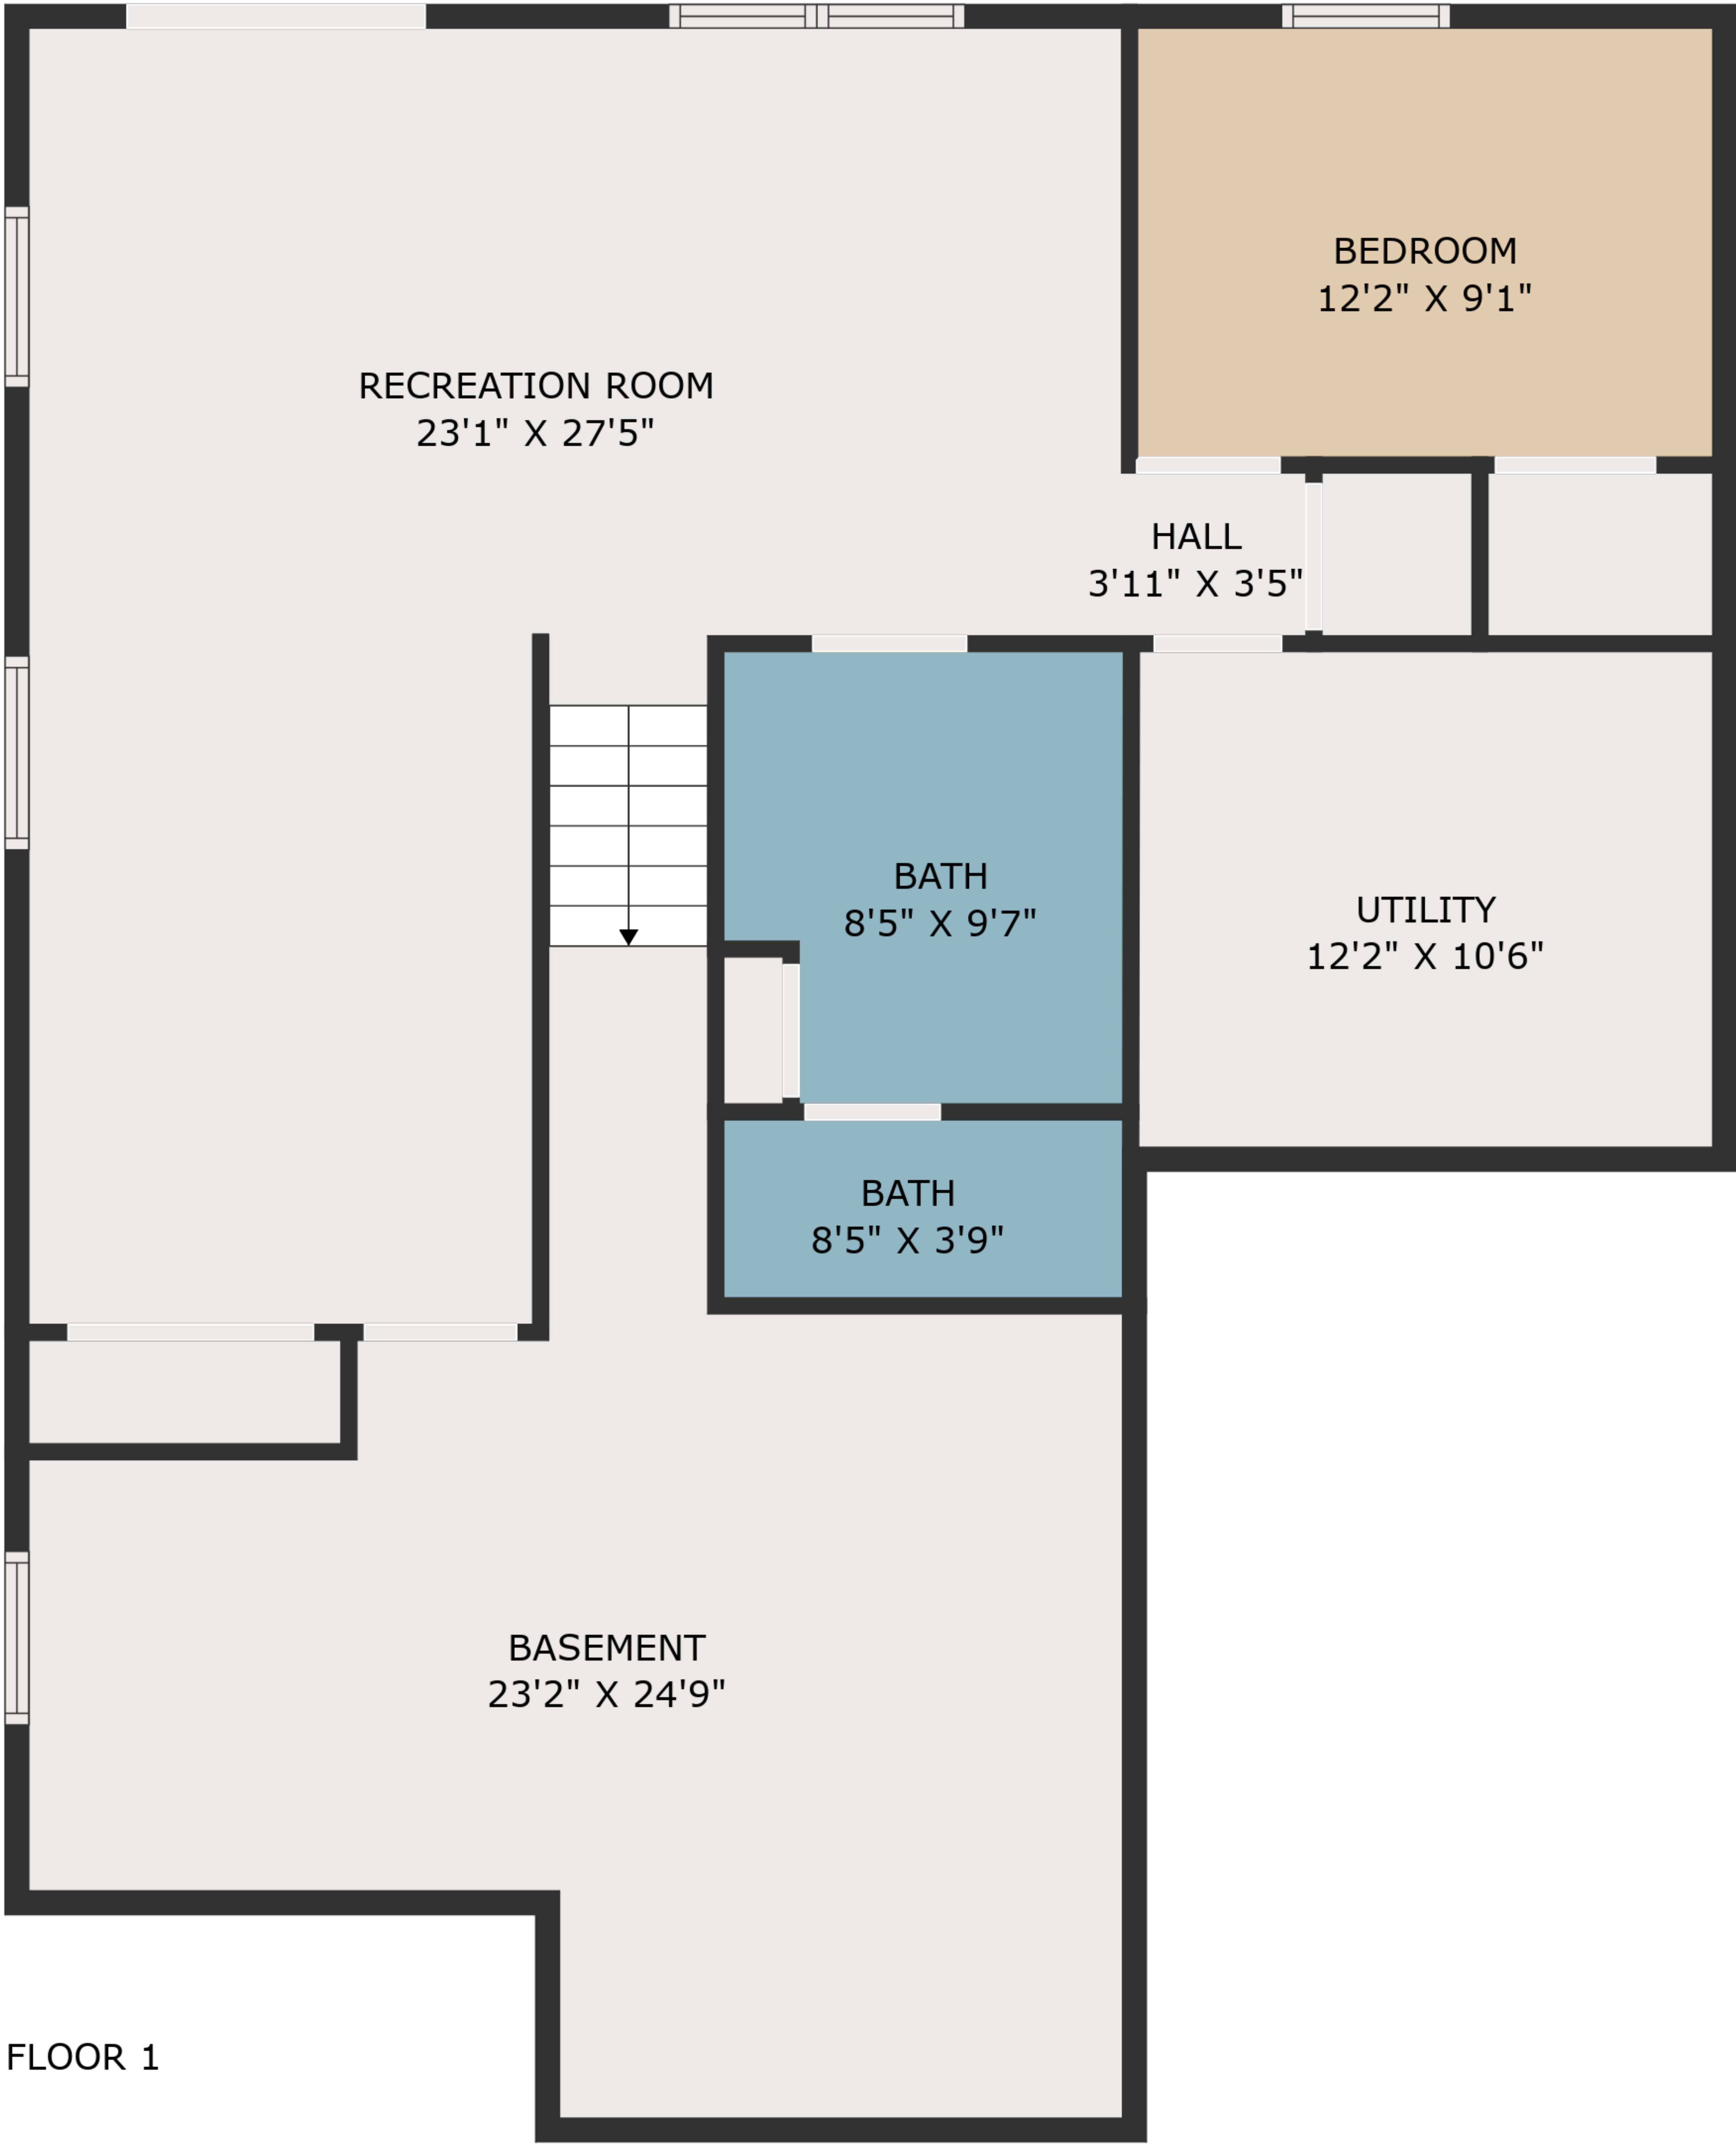 BEDROOM
12'2" X 9'1"
RECREATION ROOM
23'1" X 27'5"
HALL
3'11" X 3'5"
BATH
8'5" X 9'7"
UTILITY
12'2" X 10'6"
BATH
8'5" X 3'9"
BASEMENT
23'2" X 24'9"
FLOOR 1